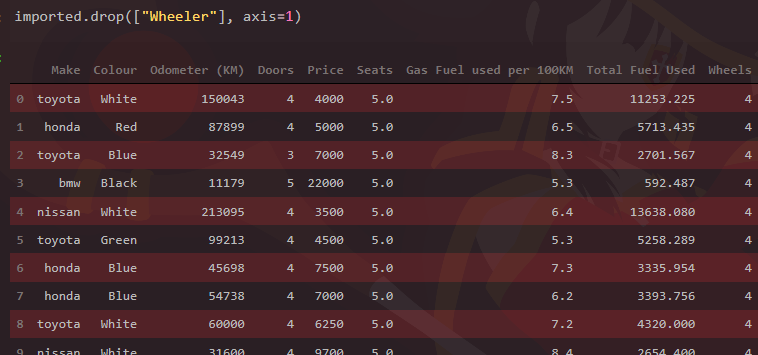 imported.drop(["Wheeler"], axis=1)
Make Colour Odometer (KM) Doors Price Seats Gas Fuel used per 100KM Total Fuel Used Wheels
0 toyota White 150043 4 4000 5.0 7.5 11253.225 4
1 honda Red 87899 4 5000 5.0 6.5 5713.435 4
2 toyota Blue 32549 3 7000 5.0 8.3 2701.567 4
3 bmw Black 11179 5 22000 5.0 5.3 592.487 4
4 nissan White 213095 4 3500 5.0 6.4 13638.080 4
5 toyota Green 99213 4 4500 5.0 5.3 5258.289 4
6 honda Blue 45698 4 7500 5.0 7.3 3335.954 4
7 honda Blue 54738 4 7000 5.0 6.2 3393.756 4
8 toyota White 60000 4 6250 5.0 7.2 4320.000 4
9 nissan White 31600 4 9700 5.0 8.4 2654.400 4